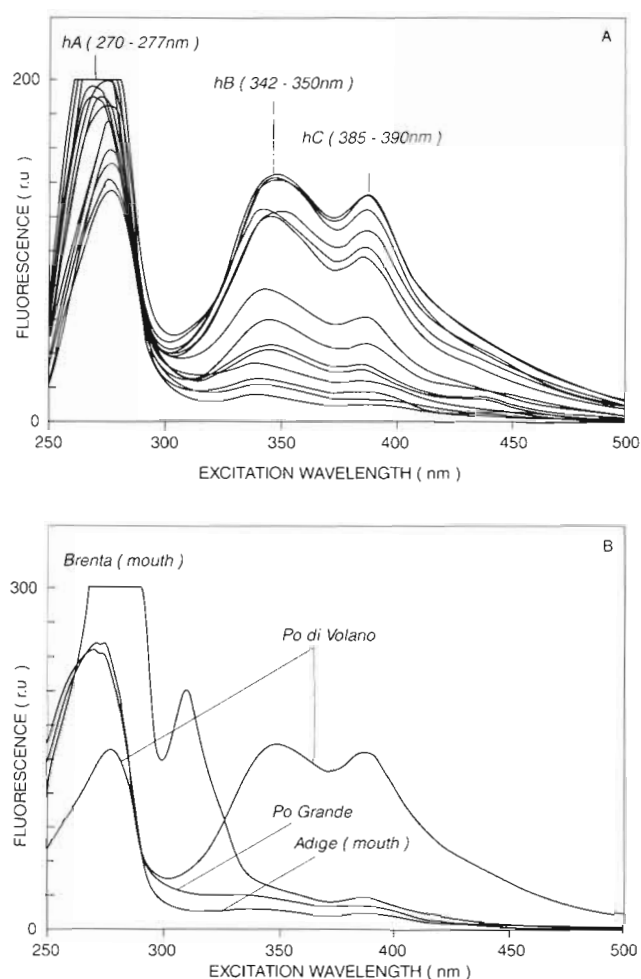 A
hA ( 270 - 277nm )
hB ( 342 - 350nm )
hC ( 385 - 390nm )
200
0
FLUORESCENCE ( r.u )
250 300 350 400 450 500
EXCITATION WAVELENGTH ( nm )
B
Brenta ( mouth )
Po di Volano
Po Grande
Adige ( mouth )
300
0
FLUORESCENCE ( r.u )
250 300 350 400 450 500
EXCITATION WAVELENGTH ( nm )